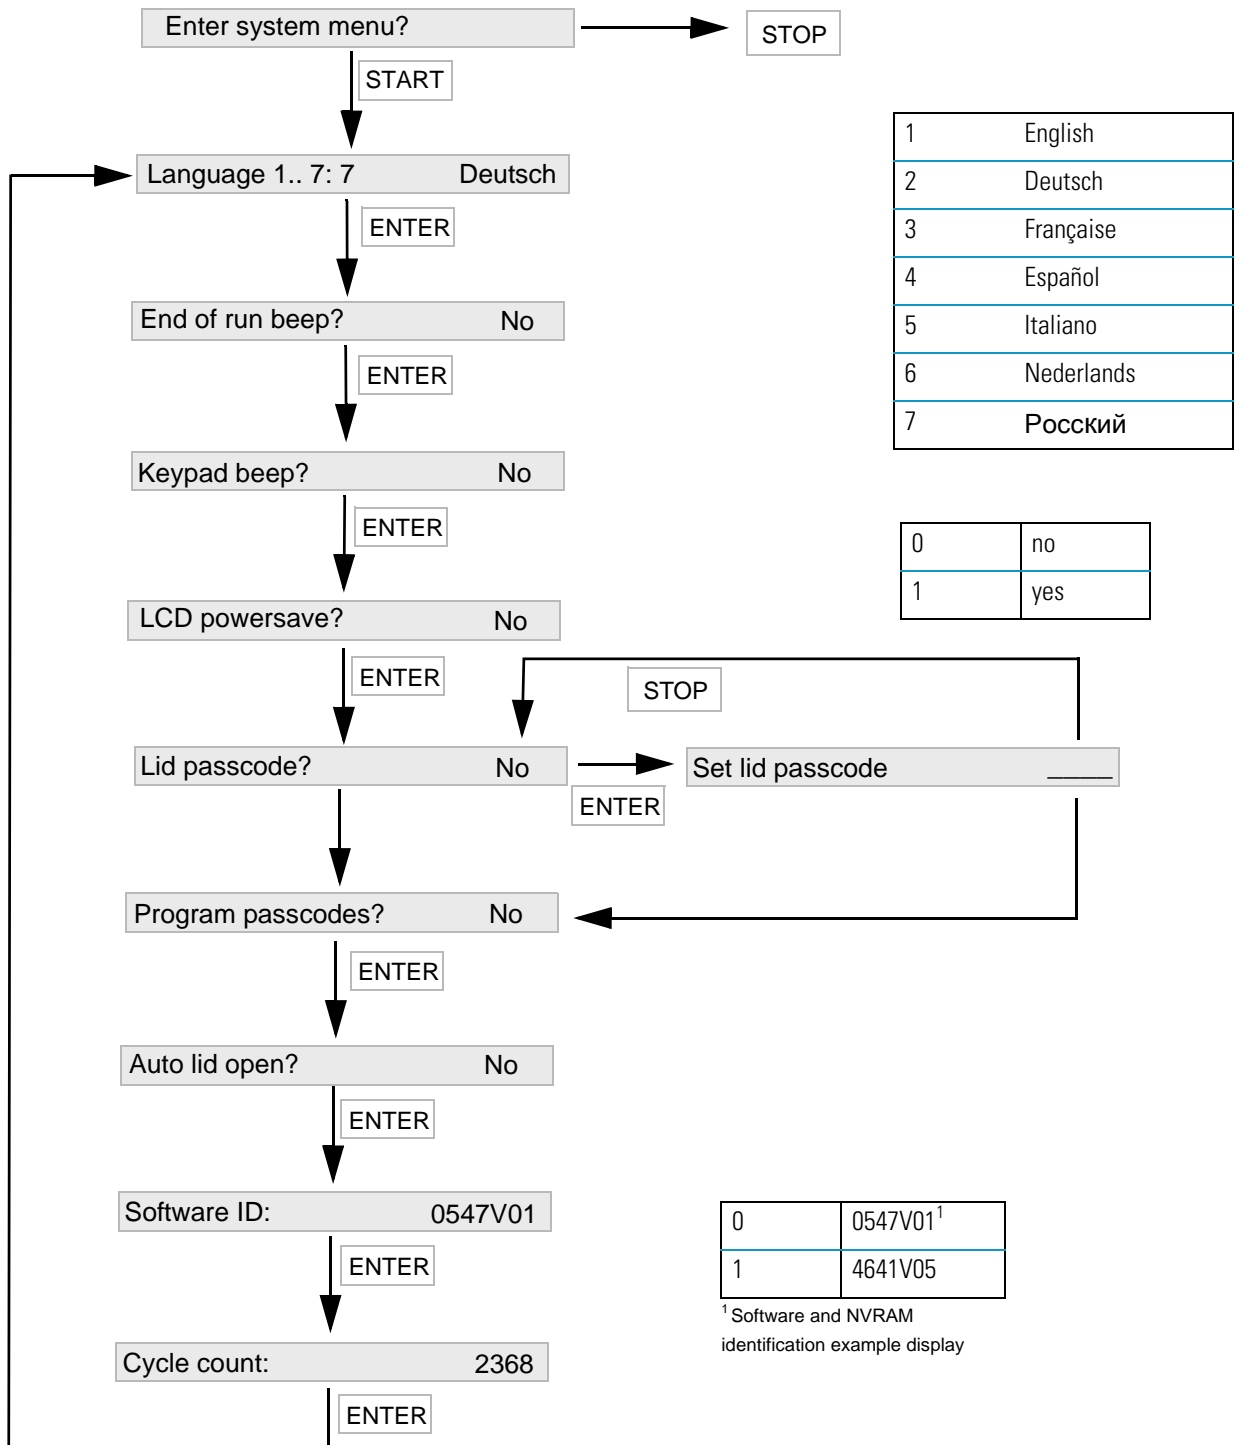 Enter system menu?
STOP
START
Language 1.. 7: 7 Deutsch
ENTER
End of run beep? No
ENTER
Keypad beep? No
ENTER
LCD powersave? No
ENTER
STOP
Lid passcode? No
ENTER
Set lid passcode ____
Program passcodes? No
ENTER
Auto lid open? No
ENTER
Software ID: 0547V01
ENTER
Cycle count: 2368
ENTER
1 English
2 Deutsch
3 Française
4 Español
5 Italiano
6 Nederlands
7 Росский
0 no
1 yes
0 0547V01¹
1 4641V05
¹ Software and NVRAM
identification example display